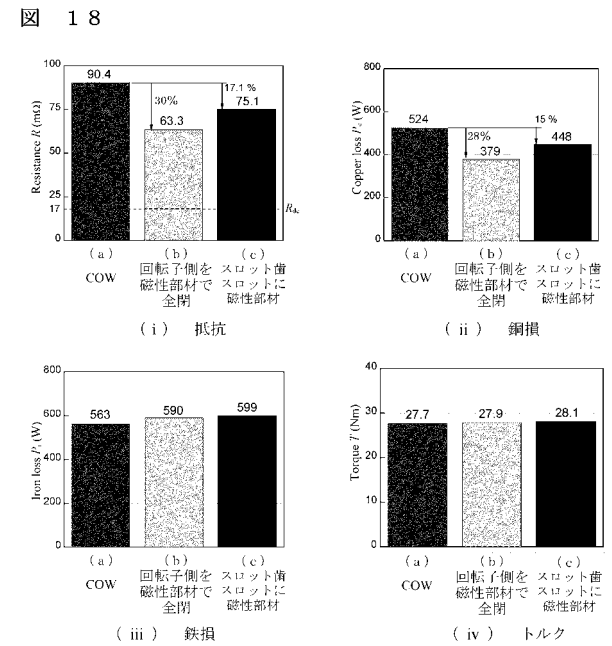 図 18
100
75
50
25
17
0
Resistance R (mΩ)
90.4
30%
63.3
17.1 %
75.1
Rdc
(a)
COW
(b)
回転子側を
磁性部材で
全閉
(c)
スロット歯
スロットに
磁性部材
(i) 抵抗
800
600
400
200
0
Copper loss Pc (W)
524
28%
379
15 %
448
(a)
COW
(b)
回転子側を
磁性部材で
全閉
(c)
スロット歯
スロットに
磁性部材
(ii) 銅損
800
600
400
200
0
Iron loss Pi (W)
563
590
599
(a)
COW
(b)
回転子側を
磁性部材で
全閉
(c)
スロット歯
スロットに
磁性部材
(iii) 鉄損
40
30
20
10
0
Torque T (Nm)
27.7
27.9
28.1
(a)
COW
(b)
回転子側を
磁性部材で
全閉
(c)
スロット歯
スロットに
磁性部材
(iv) トルク